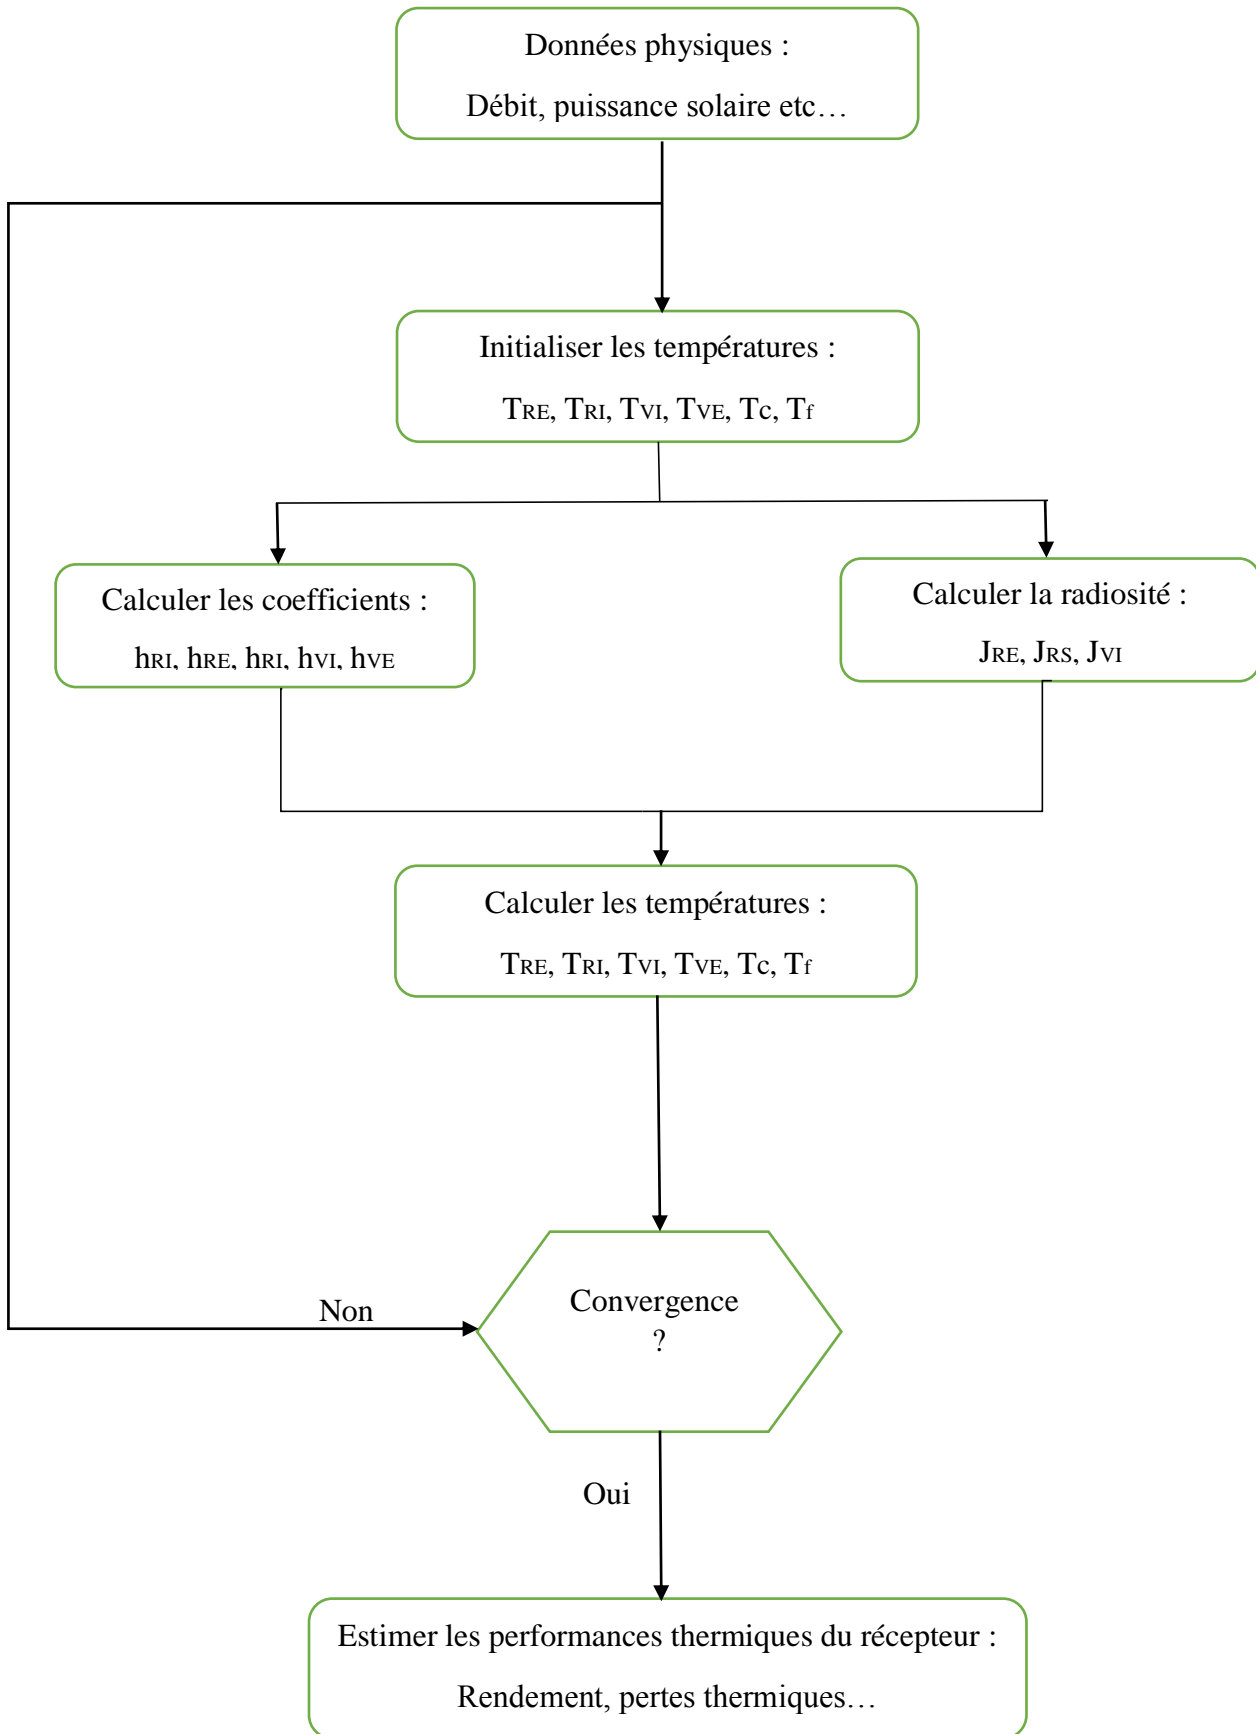 Données physiques :
Débit, puissance solaire etc…
Initialiser les températures :
TRE, TRI, TVI, TVE, Tc, Tf
Calculer les coefficients :
hRI, hRE, hRI, hVI, hVE
Calculer la radiosité :
JRE, JRS, JVI
Calculer les températures :
TRE, TRI, TVI, TVE, Tc, Tf
Convergence
?
Non
Oui
Estimer les performances thermiques du récepteur :
Rendement, pertes thermiques…